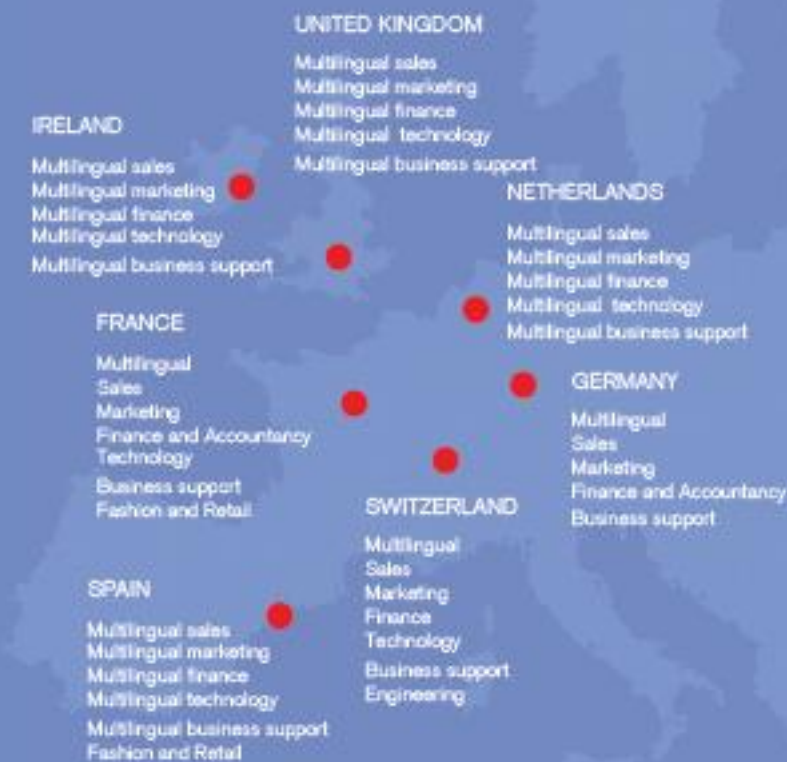 UNITED KINGDOM
Multilingual sales
Multilingual marketing
Multilingual finance
Multilingual technology
Multilingual business support
IRELAND
Multilingual sales
Multilingual marketing
Multilingual finance
Multilingual technology
Multilingual business support
NETHERLANDS
Multilingual sales
Multilingual marketing
Multilingual finance
Multilingual technology
Multilingual business support
FRANCE
Multilingual
Sales
Marketing
Finance and Accountancy
Technology
Business support
Fashion and Retail
GERMANY
Multilingual
Sales
Marketing
Finance and Accountancy
Business support
SWITZERLAND
Multilingual
Sales
Marketing
Finance
Technology
Business support
Engineering
SPAIN
Multilingual sales
Multilingual marketing
Multilingual finance
Multilingual technology
Multilingual business support
Fashion and Retail